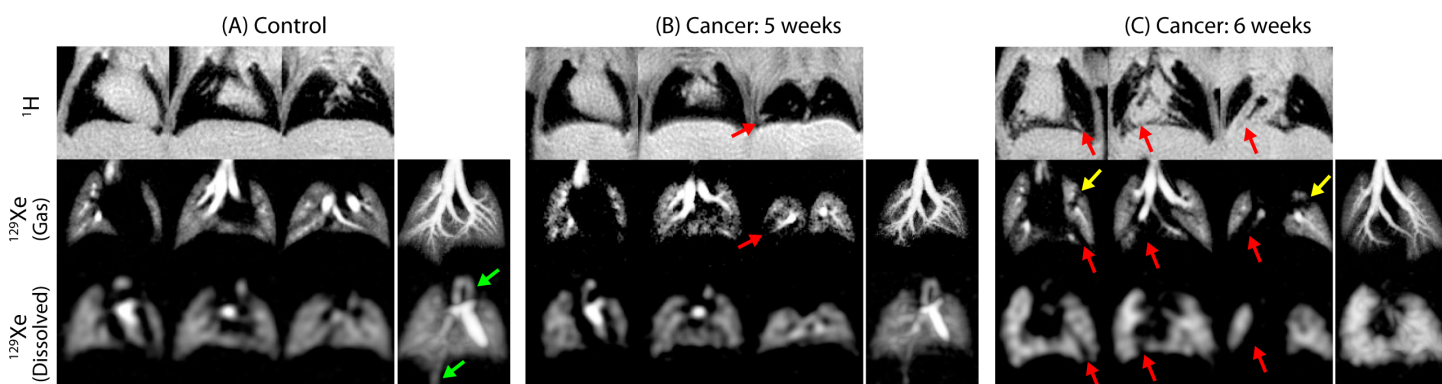 (A) Control
(B) Cancer: 5 weeks
(C) Cancer: 6 weeks
¹H
¹²⁹Xe
(Gas)
¹²⁹Xe
(Dissolved)